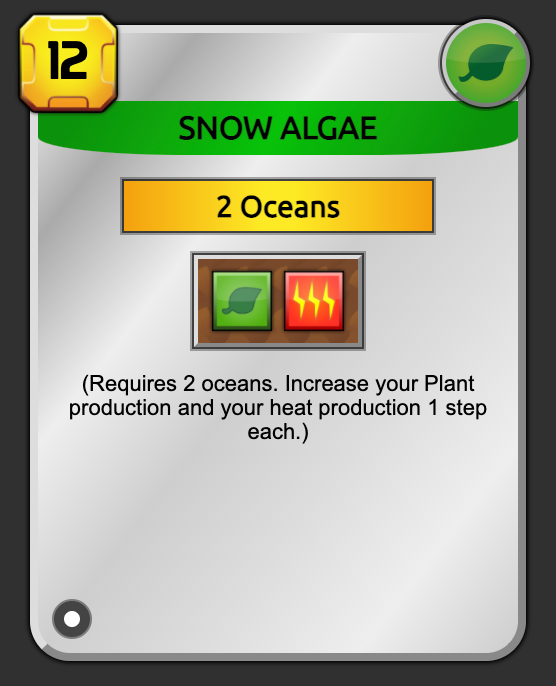 12
SNOW ALGAE
2 Oceans
(Requires 2 oceans. Increase your Plant
production and your heat production 1 step
each.)